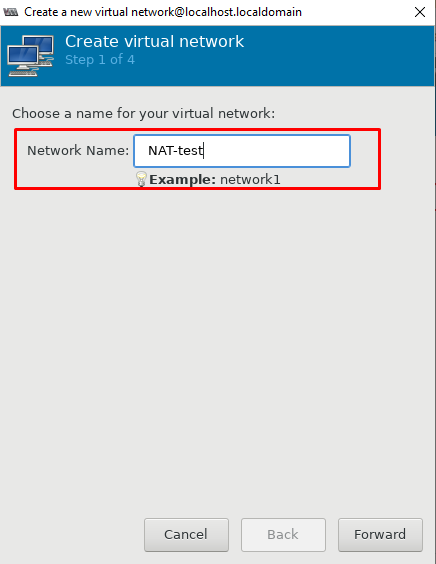 Create a new virtual network@localhost.localdomain
Create virtual network
Step 1 of 4
Choose a name for your virtual network:
Network Name: NAT-test
Example: network1
Cancel Back Forward